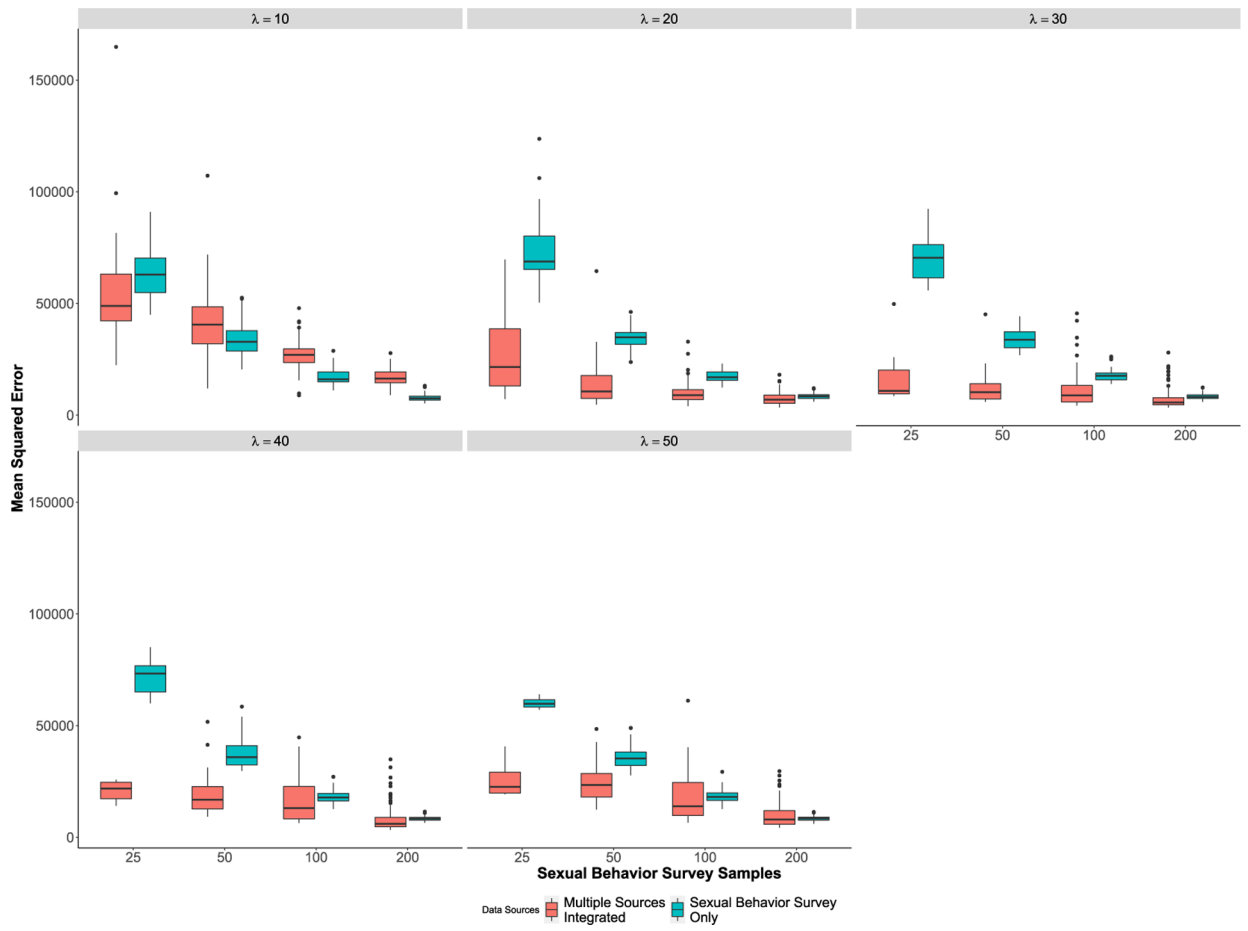 λ = 10
λ = 20
λ = 30
150000
100000
50000
0
25
50
100
200
λ = 40
λ = 50
150000
100000
50000
0
25
50
100
200
25
50
100
200
Mean Squared Error
Sexual Behavior Survey Samples
Data Sources
Multiple Sources
Integrated
Sexual Behavior Survey
Only